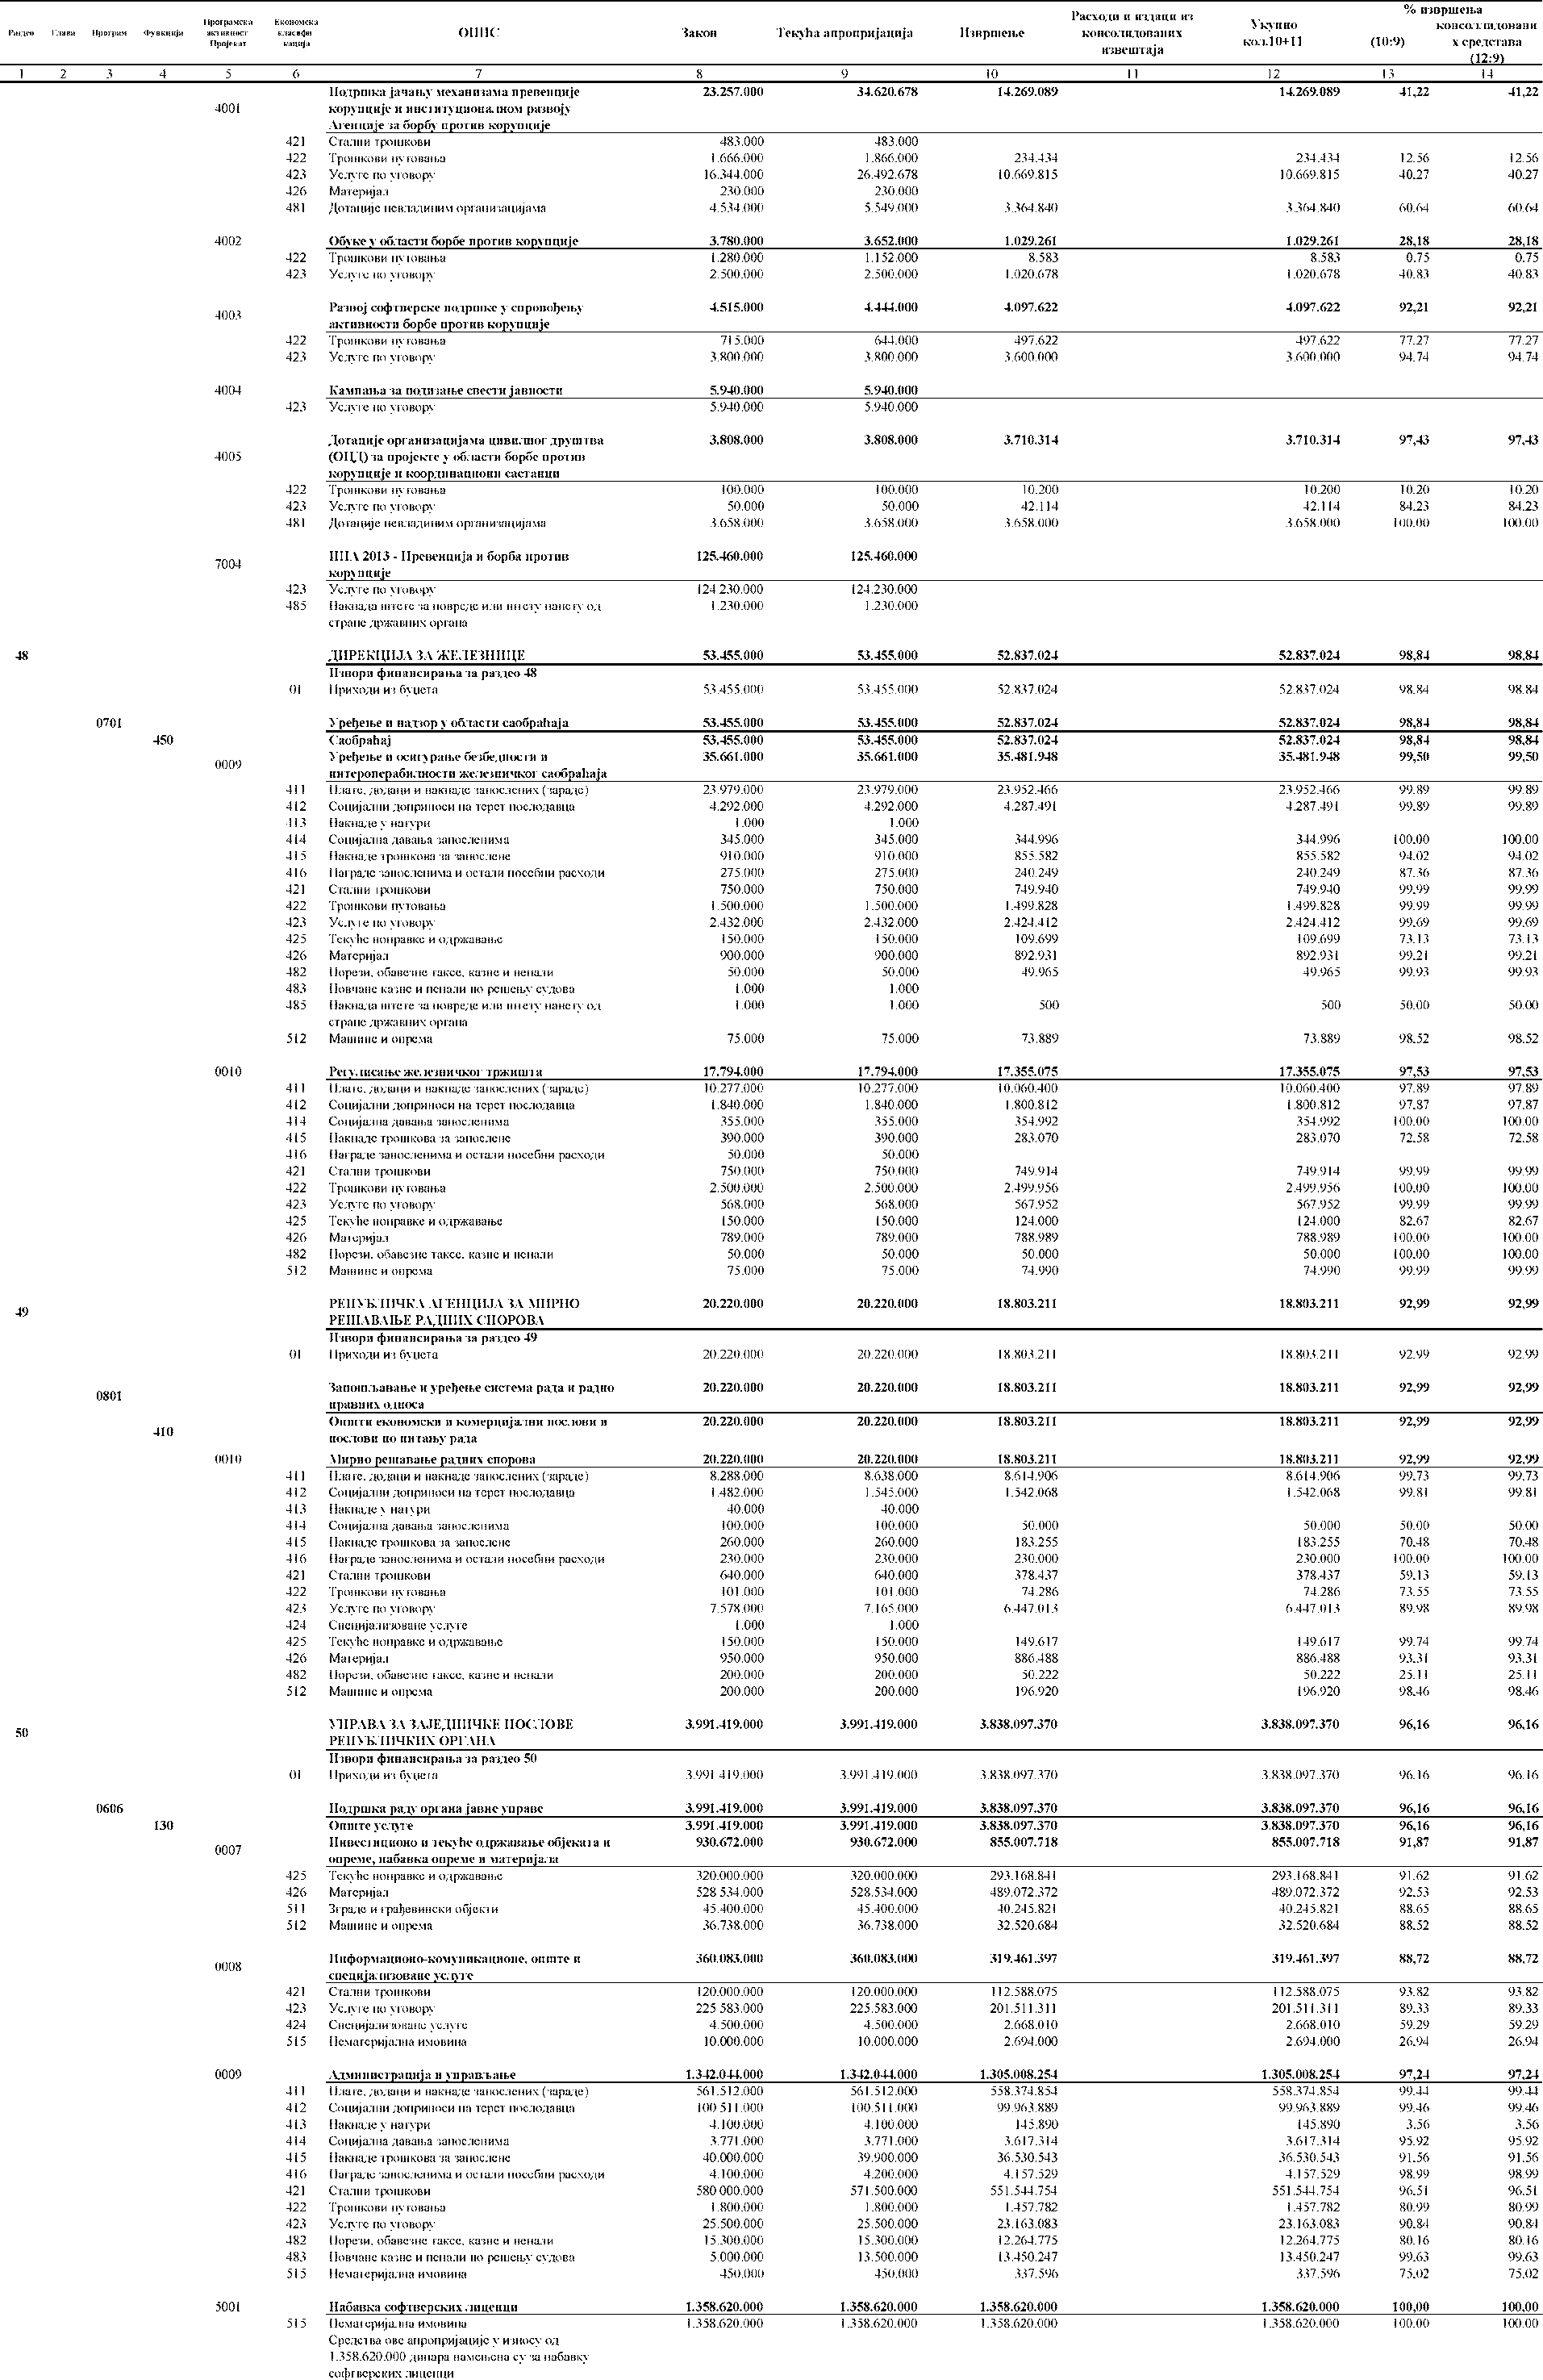 Раздео Глава Програм Функција Програмска активност Пројекат Економска класификација ОПИС Закон Текућа апропријација Извршење Расходи и издаци из консолидованих извештаја Укупно кол.10+11 % извршења (10:9) консолидованих средстава (12:9)
1 2 3 4 5 6 7 8 9 10 11 12 13 14
4001 Подршка јачању механизама превенције 23.257.000 34.620.678 14.269.089 14.269.089 41,22 41,22
корупције и институционалном развоју
Агенције за борбу против корупције
421 Стални трошкови 483.000 483.000
422 Трошкови путовања 1.666.000 1.866.000 234.434 234.434 12.56 12.56
423 Услуге по уговору 16.344.000 26.492.678 10.669.815 10.669.815 40.27 40.27
426 Материјал 230.000 230.000
481 Дотације невладиним организацијама 4.534.000 5.549.000 3.364.840 3.364.840 60.64 60.64
4002 Обуке у области борбе против корупције 3.780.000 3.652.000 1.029.261 1.029.261 28,18 28,18
422 Трошкови путовања 1.280.000 1.152.000 8.583 8.583 0.75 0.75
423 Услуге по уговору 2.500.000 2.500.000 1.020.678 1.020.678 40.83 40.83
4003 Развој софтверске подршке у спровођењу 4.515.000 4.444.000 4.097.622 4.097.622 92,21 92,21
активности борбе против корупције
422 Трошкови путовања 715.000 644.000 497.622 497.622 77.27 77.27
423 Услуге по уговору 3.800.000 3.800.000 3.600.000 3.600.000 94.74 94.74
4004 Кампања за подизање свести јавности 5.940.000 5.940.000
423 Услуге по уговору 5.940.000 5.940.000
4005 Дотације организацијама цивилног друштва 3.808.000 3.808.000 3.710.314 3.710.314 97,43 97,43
(ОЦД) за пројекте у области борбе против
корупције и координациони састанци
422 Трошкови путовања 100.000 100.000 10.200 10.200 10.20 10.20
423 Услуге по уговору 50.000 50.000 42.114 42.114 84.23 84.23
481 Дотације невладиним организацијама 3.658.000 3.658.000 3.658.000 3.658.000 100.00 100.00
7004 ИПА 2013 - Превенција и борба против 125.460.000 125.460.000
корупције
423 Услуге по уговору 124.230.000 124.230.000
485 Накнада штете за повреде или штету нанету од 1.230.000 1.230.000
стране државних органа
48 ДИРЕКЦИЈА ЗА ЖЕЛЕЗНИЦЕ 53.455.000 53.455.000 52.837.024 52.837.024 98,84 98,84
Извори финансирања за раздео 48
01 Приходи из буџета 53.455.000 53.455.000 52.837.024 52.837.024 98.84 98.84
0701 Уређење и надзор у области саобраћаја 53.455.000 53.455.000 52.837.024 52.837.024 98,84 98,84
450 Саобраћај 53.455.000 53.455.000 52.837.024 52.837.024 98,84 98,84
0009 Уређење и осигурање безбедности и 35.661.000 35.661.000 35.481.948 35.481.948 99,50 99,50
интероперабилности железничког саобраћаја
411 Плате, додаци и накнаде запослених (зараде) 23.979.000 23.979.000 23.952.466 23.952.466 99.89 99.89
412 Социјални доприноси на терет послодавца 4.292.000 4.292.000 4.287.491 4.287.491 99.89 99.89
413 Накнаде у натури 1.000 1.000
414 Социјална давања запосленима 345.000 345.000 344.996 344.996 100.00 100.00
415 Накнаде трошкова за запослене 910.000 910.000 855.582 855.582 94.02 94.02
416 Награде запосленима и остали посебни расходи 275.000 275.000 240.249 240.249 87.36 87.36
421 Стални трошкови 750.000 750.000 749.940 749.940 99.99 99.99
422 Трошкови путовања 1.500.000 1.500.000 1.499.828 1.499.828 99.99 99.99
423 Услуге по уговору 2.432.000 2.432.000 2.424.412 2.424.412 99.69 99.69
425 Текуће поправке и одржавање 150.000 150.000 109.699 109.699 73.13 73.13
426 Материјал 900.000 900.000 892.931 892.931 99.21 99.21
482 Порези, обавезне таксе, казне и пенали 50.000 50.000 49.965 49.965 99.93 99.93
483 Новчане казне и пенали по решењу судова 1.000 1.000
485 Накнада штете за повреде или штету нанету од 1.000 1.000 500 500 50.00 50.00
стране државних органа
512 Машине и опрема 75.000 75.000 73.889 73.889 98.52 98.52
0010 Регулисање железничког тржишта 17.794.000 17.794.000 17.355.075 17.355.075 97,53 97,53
411 Плате, додаци и накнаде запослених (зараде) 10.277.000 10.277.000 10.060.400 10.060.400 97.89 97.89
412 Социјални доприноси на терет послодавца 1.840.000 1.840.000 1.800.812 1.800.812 97.87 97.87
414 Социјална давања запосленима 355.000 355.000 354.992 354.992 100.00 100.00
415 Накнаде трошкова за запослене 390.000 390.000 283.070 283.070 72.58 72.58
416 Награде запосленима и остали посебни расходи 50.000 50.000
421 Стални трошкови 750.000 750.000 749.914 749.914 99.99 99.99
422 Трошкови путовања 2.500.000 2.500.000 2.499.956 2.499.956 100.00 100.00
423 Услуге по уговору 568.000 568.000 567.952 567.952 99.99 99.99
425 Текуће поправке и одржавање 150.000 150.000 124.000 124.000 82.67 82.67
426 Материјал 789.000 789.000 788.989 788.989 100.00 100.00
482 Порези, обавезне таксе, казне и пенали 50.000 50.000 50.000 50.000 100.00 100.00
512 Машине и опрема 75.000 75.000 74.990 74.990 99.99 99.99
49 РЕПУБЛИЧКА АГЕНЦИЈА ЗА МИРНО 20.220.000 20.220.000 18.803.211 18.803.211 92,99 92,99
РЕШАВАЊЕ РАДНИХ СПОРОВА
Извори финансирања за раздео 49
01 Приходи из буџета 20.220.000 20.220.000 18.803.211 18.803.211 92.99 92.99
0801 Запошљавање и уређење система рада и радно 20.220.000 20.220.000 18.803.211 18.803.211 92,99 92,99
правних односа
410 Општи економски и комерцијални послови и 20.220.000 20.220.000 18.803.211 18.803.211 92,99 92,99
послови по питању рада
0010 Мирно решавање радних спорова 20.220.000 20.220.000 18.803.211 18.803.211 92,99 92,99
411 Плате, додаци и накнаде запослених (зараде) 8.288.000 8.638.000 8.614.906 8.614.906 99.73 99.73
412 Социјални доприноси на терет послодавца 1.482.000 1.545.000 1.542.068 1.542.068 99.81 99.81
413 Накнаде у натури 40.000 40.000
414 Социјална давања запосленима 100.000 100.000 50.000 50.000 50.00 50.00
415 Накнаде трошкова за запослене 260.000 260.000 183.255 183.255 70.48 70.48
416 Награде запосленима и остали посебни расходи 230.000 230.000 230.000 230.000 100.00 100.00
421 Стални трошкови 640.000 640.000 378.437 378.437 59.13 59.13
422 Трошкови путовања 101.000 101.000 74.286 74.286 73.55 73.55
423 Услуге по уговору 7.578.000 7.165.000 6.447.013 6.447.013 89.98 89.98
424 Специјализоване услуге 1.000 1.000
425 Текуће поправке и одржавање 150.000 150.000 149.617 149.617 99.74 99.74
426 Материјал 950.000 950.000 886.488 886.488 93.31 93.31
482 Порези, обавезне таксе, казне и пенали 200.000 200.000 50.222 50.222 25.11 25.11
512 Машине и опрема 200.000 200.000 196.920 196.920 98.46 98.46
50 УПРАВА ЗА ЗАЈЕДНИЧКЕ ПОСЛОВЕ 3.991.419.000 3.991.419.000 3.838.097.370 3.838.097.370 96,16 96,16
РЕПУБЛИЧКИХ ОРГАНА
Извори финансирања за раздео 50
01 Приходи из буџета 3.991.419.000 3.991.419.000 3.838.097.370 3.838.097.370 96.16 96.16
0606 Подршка раду органа јавне управе 3.991.419.000 3.991.419.000 3.838.097.370 3.838.097.370 96,16 96,16
130 Опште услуге 3.991.419.000 3.991.419.000 3.838.097.370 3.838.097.370 96,16 96,16
0007 Инвестиционо и текуће одржавање објеката и 930.672.000 930.672.000 855.007.718 855.007.718 91,87 91,87
опреме, набавка опреме и материјала
425 Текуће поправке и одржавање 320.000.000 320.000.000 293.168.841 293.168.841 91.62 91.62
426 Материјал 528.534.000 528.534.000 489.072.372 489.072.372 92.53 92.53
511 Зграде и грађевински објекти 45.400.000 45.400.000 40.245.821 40.245.821 88.65 88.65
512 Машине и опрема 36.738.000 36.738.000 32.520.684 32.520.684 88.52 88.52
0008 Информационо-комуникационе, опште и 360.083.000 360.083.000 319.461.397 319.461.397 88,72 88,72
специјализоване услуге
421 Стални трошкови 120.000.000 120.000.000 112.588.075 112.588.075 93.82 93.82
423 Услуге по уговору 225.583.000 225.583.000 201.511.311 201.511.311 89.33 89.33
424 Специјализоване услуге 4.500.000 4.500.000 2.668.010 2.668.010 59.29 59.29
515 Нематеријална имовина 10.000.000 10.000.000 2.694.000 2.694.000 26.94 26.94
0009 Администрација и управљање 1.342.044.000 1.342.044.000 1.305.008.254 1.305.008.254 97,24 97,24
411 Плате, додаци и накнаде запослених (зараде) 561.512.000 561.512.000 558.374.854 558.374.854 99.44 99.44
412 Социјални доприноси на терет послодавца 100.511.000 100.511.000 99.963.889 99.963.889 99.46 99.46
413 Накнаде у натури 4.100.000 4.100.000 145.890 145.890 3.56 3.56
414 Социјална давања запосленима 3.771.000 3.771.000 3.617.314 3.617.314 95.92 95.92
415 Накнаде трошкова за запослене 40.000.000 39.900.000 36.530.543 36.530.543 91.56 91.56
416 Награде запосленима и остали посебни расходи 4.100.000 4.200.000 4.157.529 4.157.529 98.99 98.99
421 Стални трошкови 580.000.000 571.500.000 551.544.754 551.544.754 96.51 96.51
422 Трошкови путовања 1.800.000 1.800.000 1.457.782 1.457.782 80.99 80.99
423 Услуге по уговору 25.500.000 25.500.000 23.163.083 23.163.083 90.84 90.84
482 Порези, обавезне таксе, казне и пенали 15.300.000 15.300.000 12.264.775 12.264.775 80.16 80.16
483 Новчане казне и пенали по решењу судова 5.000.000 13.500.000 13.450.247 13.450.247 99.63 99.63
515 Нематеријална имовина 450.000 450.000 337.596 337.596 75.02 75.02
5001 Набавка софтверских лиценци 1.358.620.000 1.358.620.000 1.358.620.000 1.358.620.000 100,00 100,00
515 Нематеријална имовина 1.358.620.000 1.358.620.000 1.358.620.000 1.358.620.000 100.00 100.00
Средства ове апропријације у износу од
1.358.620.000 динара намењена су за набавку
софтверских лиценци